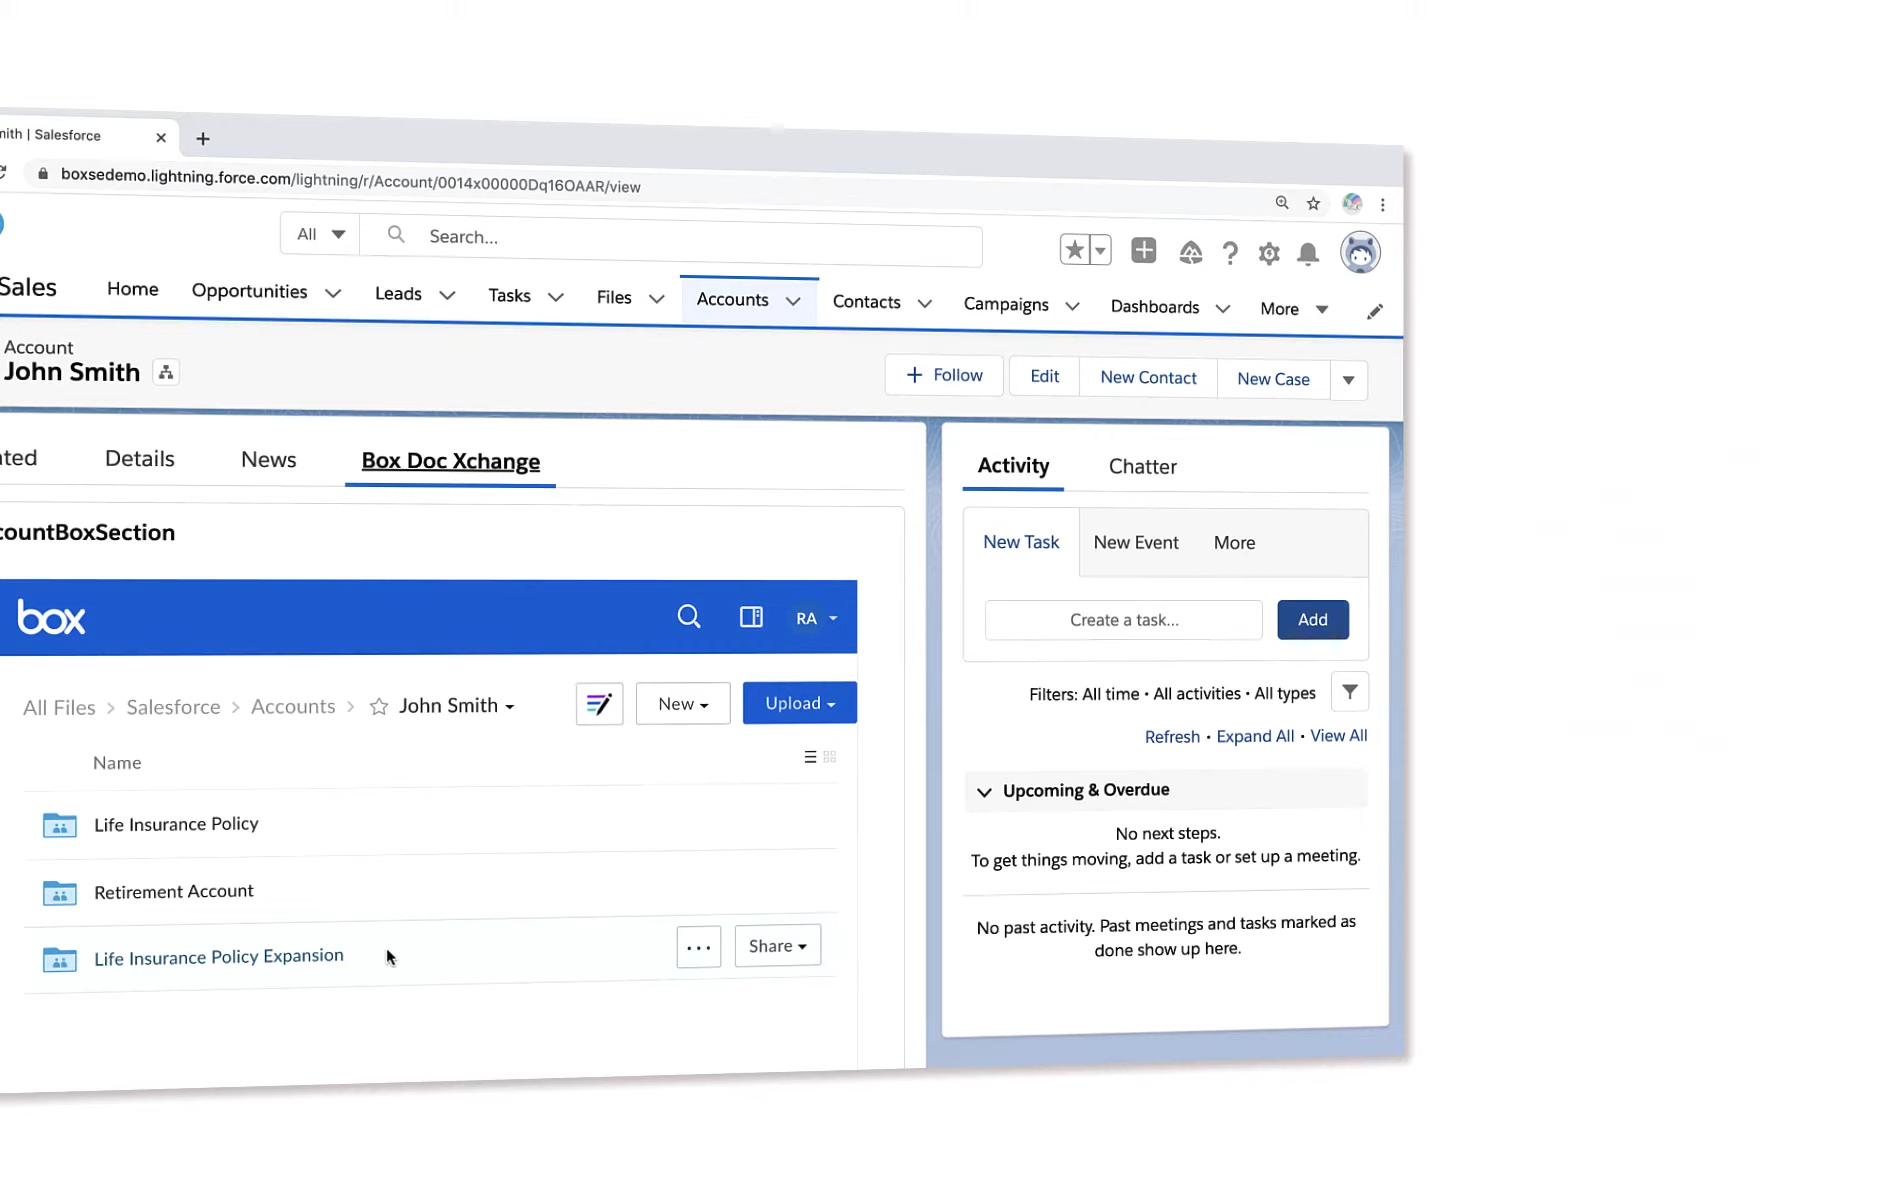 mith | Salesforce
boxsedemo.lightning.force.com/lightning/r/Account/0014x00000Dq16OAAR/view
All Search...
Sales Home Opportunities Leads Tasks Files Accounts Contacts Campaigns Dashboards More
Account
John Smith
Follow Edit New Contact New Case
ated Details News Box Doc Xchange
countBoxSection
box RA
All Files > Salesforce > Accounts > John Smith New Upload
Name
Life Insurance Policy
Retirement Account
Life Insurance Policy Expansion ... Share
Activity Chatter
New Task New Event More
Create a task... Add
Filters: All time • All activities • All types
Refresh • Expand All • View All
Upcoming & Overdue
No next steps.
To get things moving, add a task or set up a meeting.
No past activity. Past meetings and tasks marked as
done show up here.